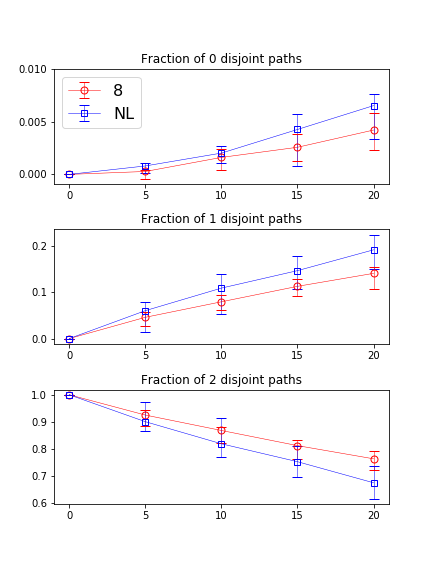 Fraction of 0 disjoint paths
0.010
0.005
0.000
8
NL
0 5 10 15 20
Fraction of 1 disjoint paths
0.2
0.1
0.0
0 5 10 15 20
Fraction of 2 disjoint paths
1.0
0.9
0.8
0.7
0.6
0 5 10 15 20